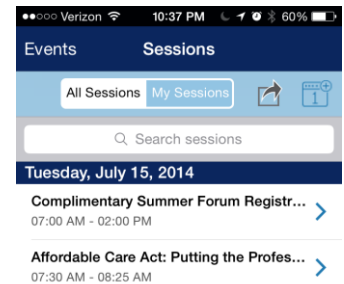 Verizon 10:37 PM 60%
Events Sessions
All Sessions My Sessions
1
Search sessions
Tuesday, July 15, 2014
Complimentary Summer Forum Registr...
07:00 AM - 02:00 PM
Affordable Care Act: Putting the Profes...
07:30 AM - 08:25 AM